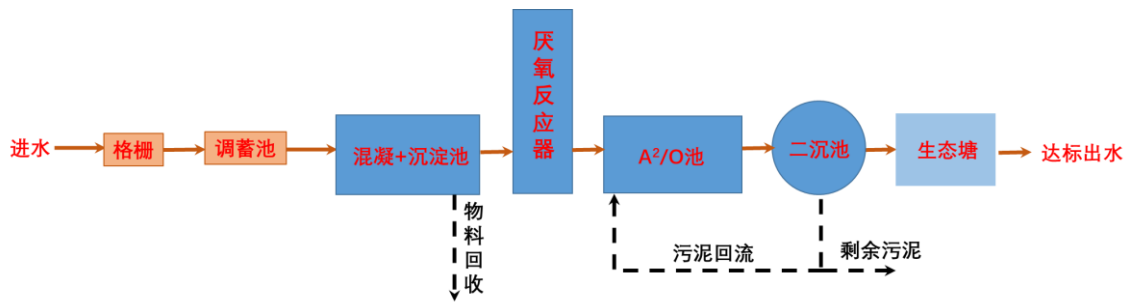 进水
格栅
调蓄池
混凝+沉淀池
厌氧反应器
A²/O池
二沉池
生态塘
达标出水
物料回收
污泥回流
剩余污泥